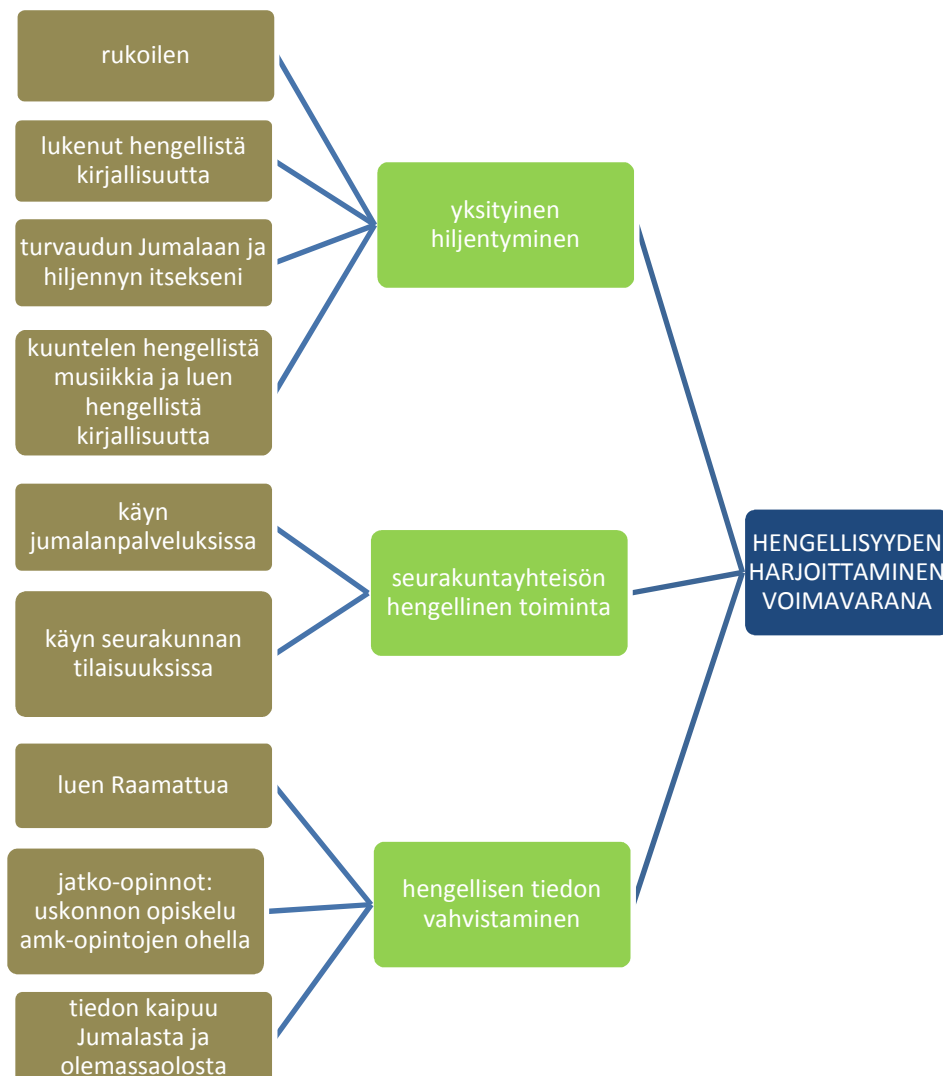 rukoilen
lukenut hengellistä
kirjallisuutta
turvaudun Jumalaan ja
hiljennyn itsekseni
kuuntelen hengellistä
musiikkia ja luen
hengellistä
kirjallisuutta
yksityinen
hiljentyminen
käyn
jumalanpalveluksissa
käyn seurakunnan
tilaisuuksissa
seurakuntayhteisön
hengellinen toiminta
luen Raamattua
jatko-opinnot:
uskonnon opiskelu
amk-opintojen ohella
tiedon kaipuu
Jumalasta ja
olemassaolosta
hengellisen tiedon
vahvistaminen
HENGELLISYYDEN
HARJOITTAMINEN
VOIMAVARANA